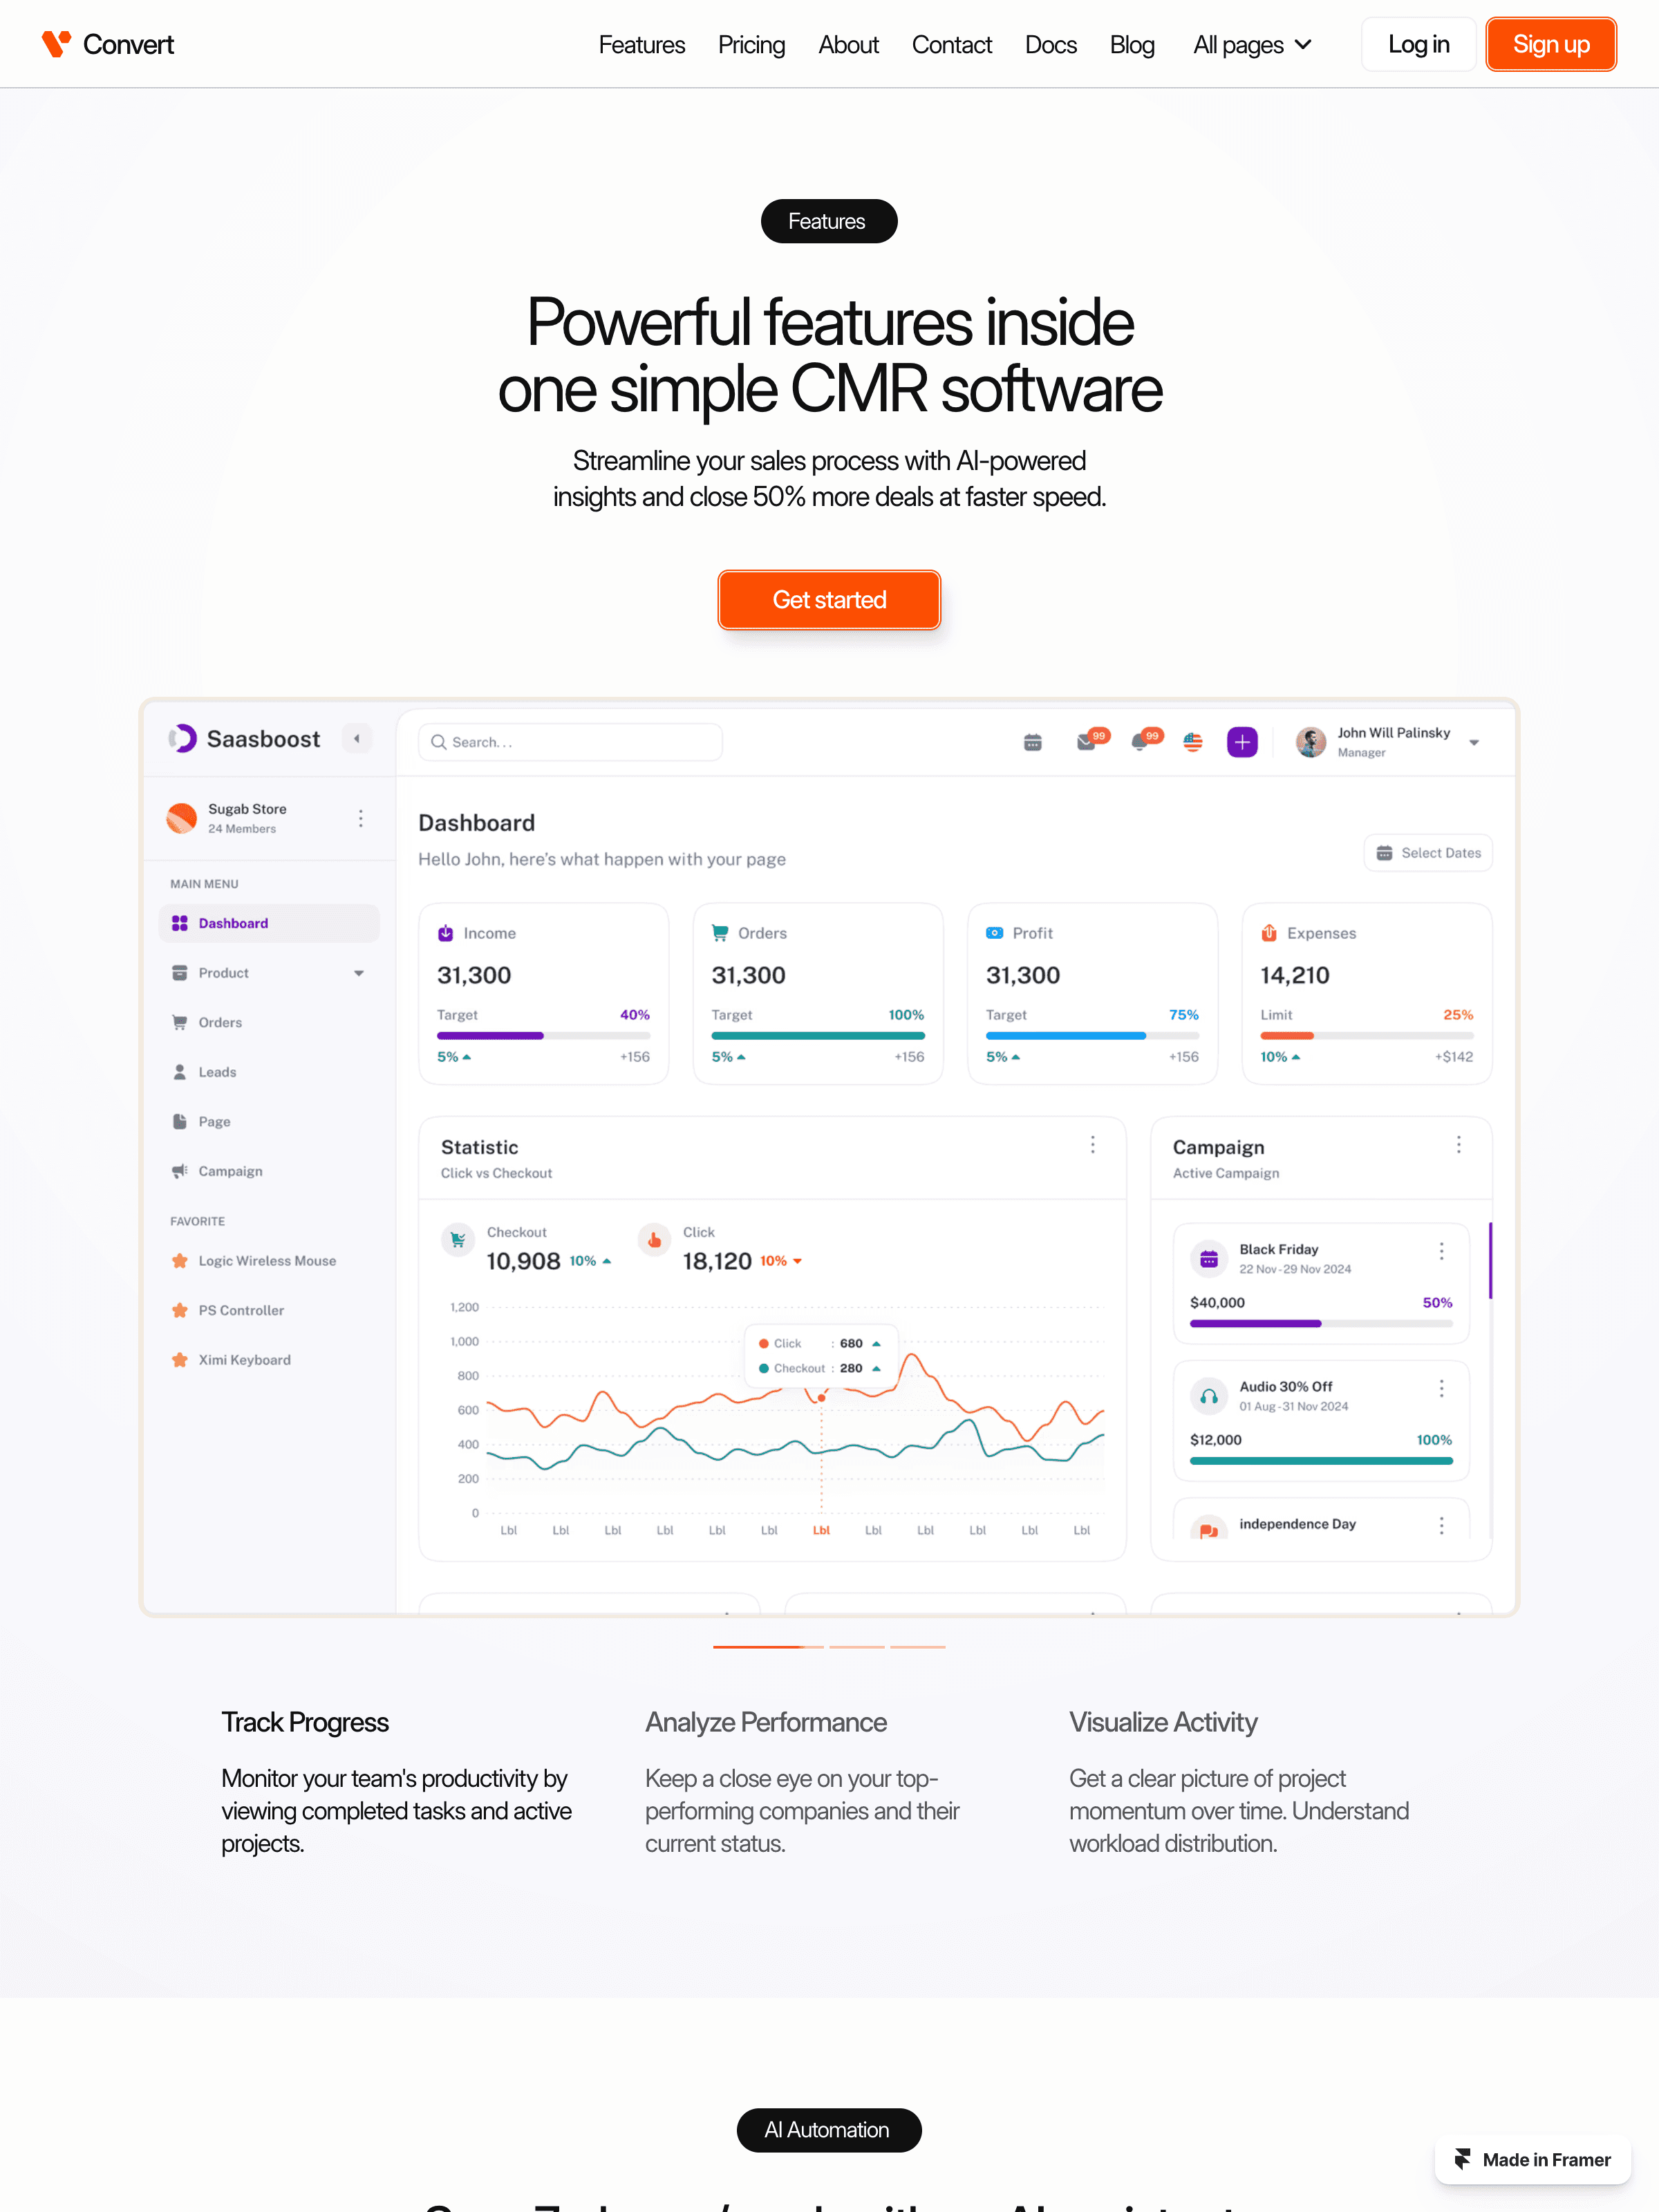 Convert
Features
Pricing
About
Contact
Docs
Blog
All pages
Log in
Sign up
Features
Powerful features inside
one simple CMR software
Streamline your sales process with AI-powered
insights and close 50% more deals at faster speed.
Get started
Saasboost
Search...
99
99
John Will Palinsky
Manager
Sugab Store
24 Members
MAIN MENU
Dashboard
Product
Orders
Leads
Page
Campaign
FAVORITE
Logic Wireless Mouse
PS Controller
Ximi Keyboard
Dashboard
Hello John, here's what happen with your page
Select Dates
Income
31,300
Target 40%
5% +156
Orders
31,300
Target 100%
5% +156
Profit
31,300
Target 75%
5% +156
Expenses
14,210
Limit 25%
10% +$142
Statistic
Click vs Checkout
Checkout
10,908 10%
Click
18,120 10%
1,200
1,000
800
600
400
200
0
Click : 680
Checkout : 280
Lbl Lbl Lbl Lbl Lbl Lbl Lbl Lbl Lbl Lbl Lbl Lbl
Campaign
Active Campaign
Black Friday
22 Nov - 29 Nov 2024
$40,000 50%
Audio 30% Off
01 Aug - 31 Nov 2024
$12,000 100%
independence Day
Track Progress
Monitor your team's productivity by
viewing completed tasks and active
projects.
Analyze Performance
Keep a close eye on your top-
performing companies and their
current status.
Visualize Activity
Get a clear picture of project
momentum over time. Understand
workload distribution.
AI Automation
Made in Framer